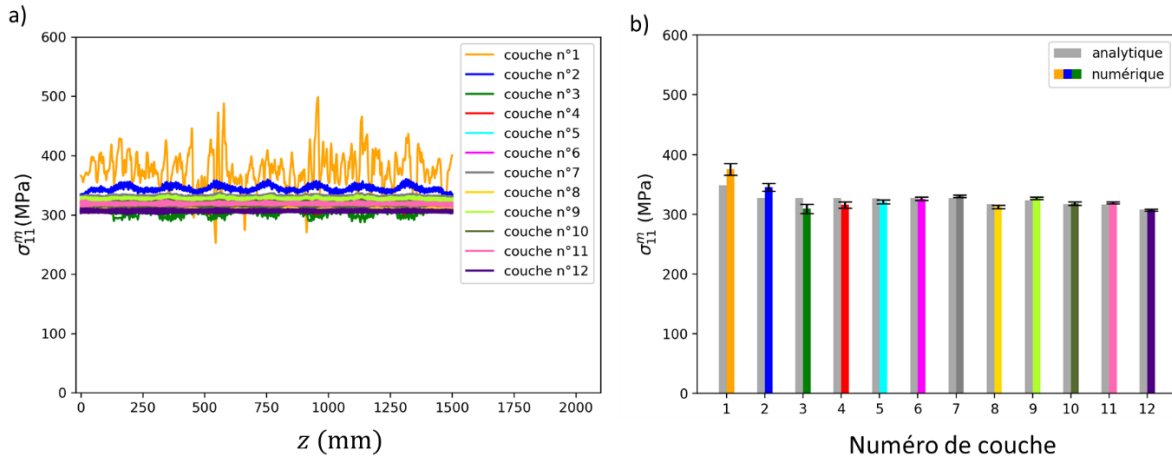 a)
600
500
400
300
200
100
0
σ₁₁ᵐ (MPa)
0
250
500
750
1000
1250
1500
1750
2000
z (mm)
couche n°1
couche n°2
couche n°3
couche n°4
couche n°5
couche n°6
couche n°7
couche n°8
couche n°9
couche n°10
couche n°11
couche n°12
b)
600
500
400
300
200
100
0
σ₁₁ᵐ (MPa)
1
2
3
4
5
6
7
8
9
10
11
12
Numéro de couche
analytique
numérique